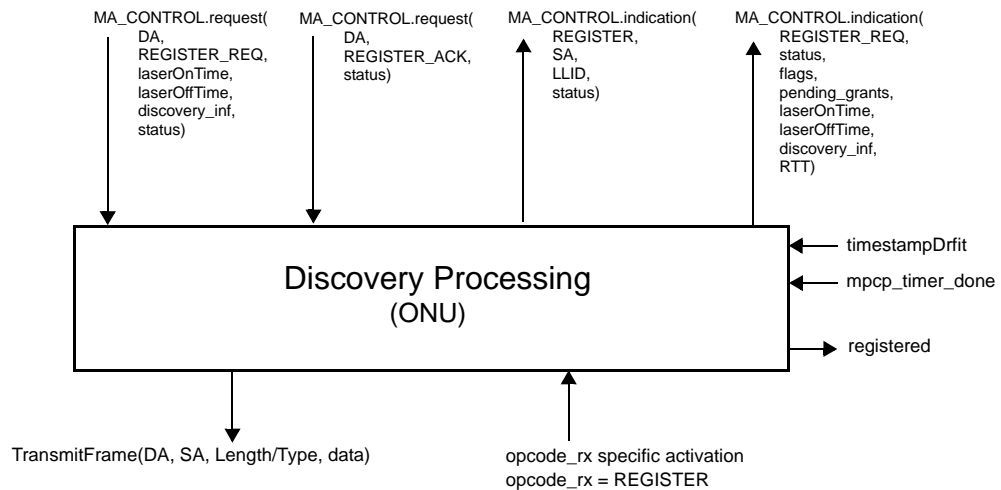 MA_CONTROL.request(
DA,
REGISTER_REQ,
laserOnTime,
laserOffTime,
discovery_inf,
status)
MA_CONTROL.request(
DA,
REGISTER_ACK,
status)
MA_CONTROL.indication(
REGISTER,
SA,
LLID,
status)
MA_CONTROL.indication(
REGISTER_REQ,
status,
flags,
pending_grants,
laserOnTime,
laserOffTime,
discovery_inf,
RTT)
Discovery Processing
(ONU)
timestampDrfit
mpcp_timer_done
registered
TransmitFrame(DA, SA, Length/Type, data)
opcode_rx specific activation
opcode_rx = REGISTER